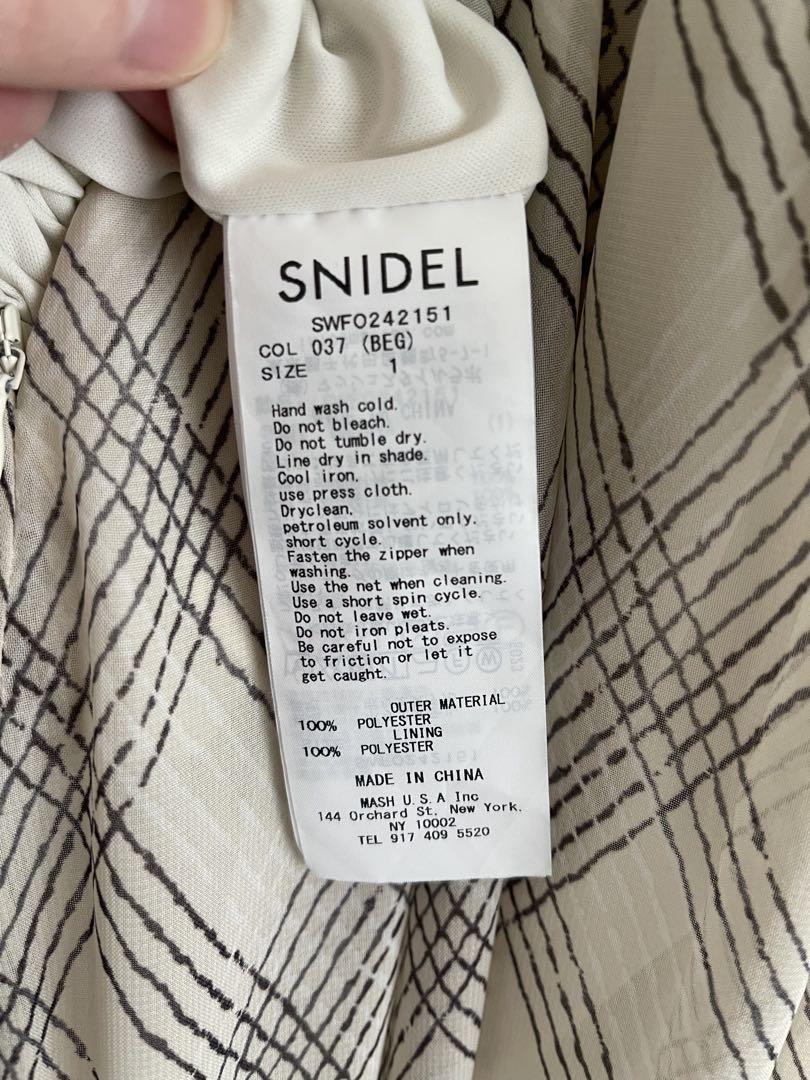 SNIDEL
SWFO242151
COL 037 (BEG)
SIZE 1
Hand wash cold.
Do not bleach.
Do not tumble dry.
Line dry in shade.
Cool iron.
use press cloth.
Dryclean.
petroleum solvent only.
short cycle.
Fasten the zipper when
washing.
Use the net when cleaning.
Use a short spin cycle.
Do not leave wet.
Do not iron pleats.
Be careful not to expose
to friction or let it
get caught.
OUTER MATERIAL
100% POLYESTER
LINING
100% POLYESTER
MADE IN CHINA
MASH U.S.A Inc
144 Orchard St. New York.
NY 10002
TEL 917 409 5520